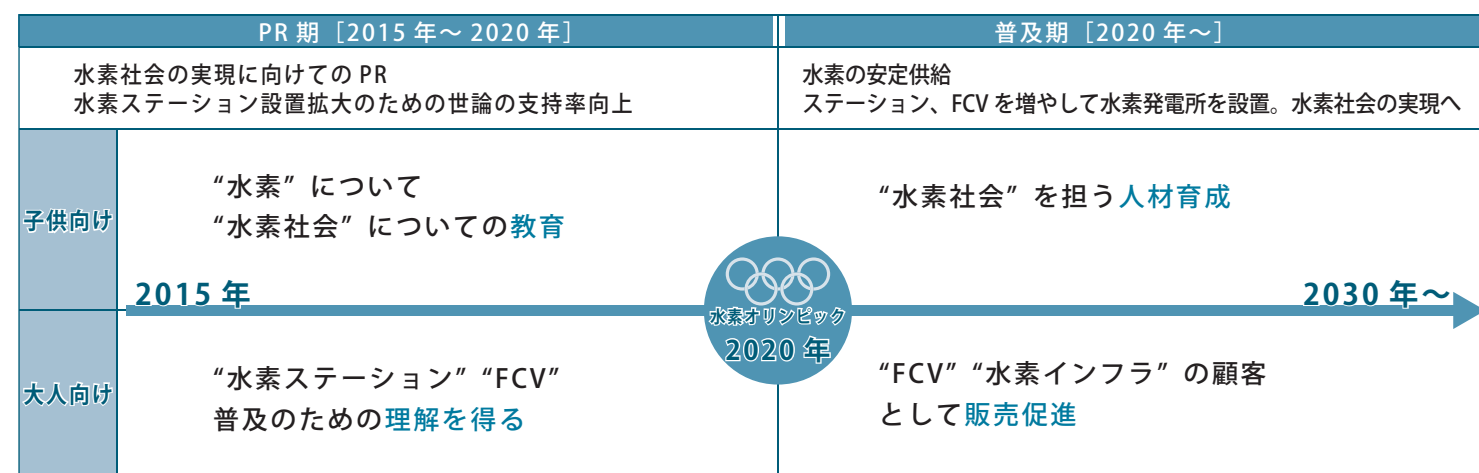 PR 期［2015 年～ 2020 年］
普及期［2020 年～］
水素社会の実現に向けての PR
水素ステーション設置拡大のための世論の支持率向上
水素の安定供給
ステーション、FCV を増やして水素発電所を設置。水素社会の実現へ
子供向け
“水素” について
“水素社会” についての教育
“水素社会” を担う人材育成
2015 年
水素オリンピック
2020 年
2030 年～
大人向け
“水素ステーション” “FCV”
普及のための理解を得る
“FCV” “水素インフラ” の顧客
として販売促進